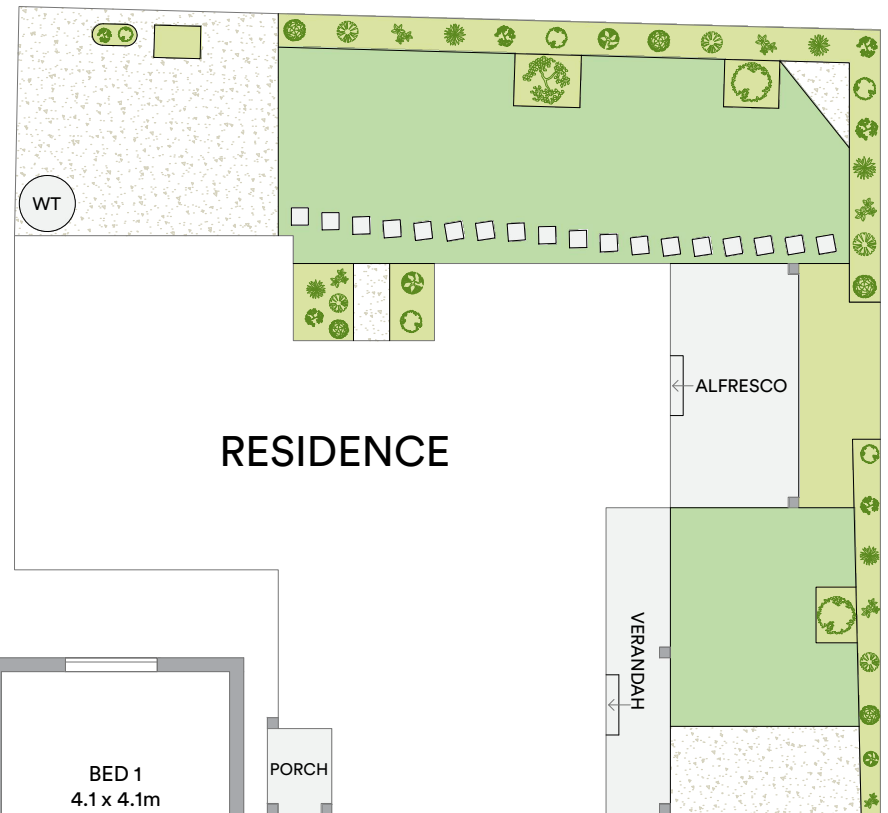 WT
ALFRESCO
RESIDENCE
VERANDAH
PORCH
BED 1
4.1 x 4.1m